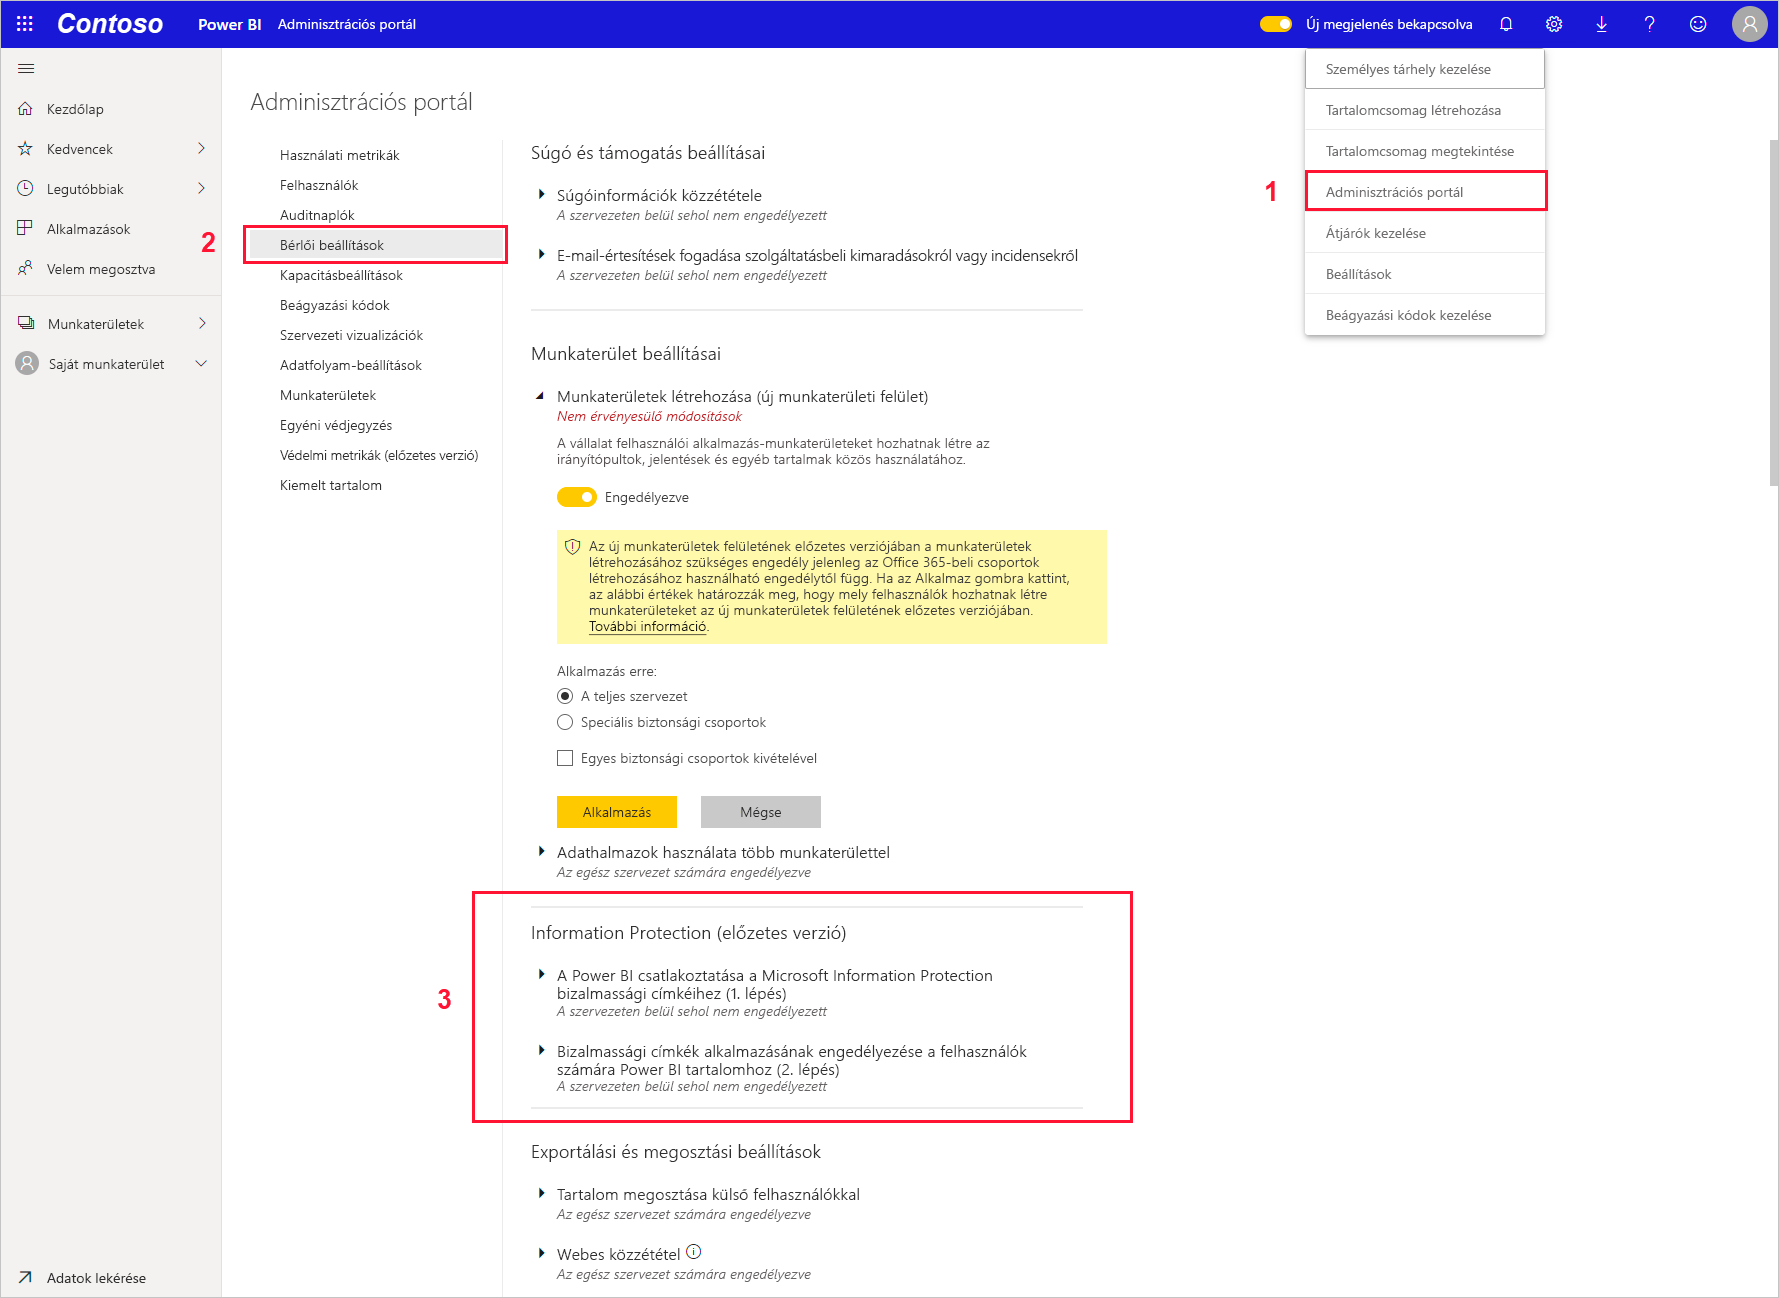 Contoso
Power BI
Adminisztrációs portál
Új megjelenés bekapcsolva
Kezdőlap
Kedvencek
Legutóbbiak
Alkalmazások
Velem megosztva
Munkaterületek
Saját munkaterület
Adatok lekérése
Adminisztrációs portál
Használati metrikák
Felhasználók
Auditnaplók
2
Bérlői beállítások
Kapacitásbeállítások
Beágyazási kódok
Szervezeti vizualizációk
Adatfolyam-beállítások
Munkaterületek
Egyéni védjegyzés
Védelmi metrikák (előzetes verzió)
Kiemelt tartalom
Súgó és támogatás beállításai
Súgóinformációk közzététele
A szervezeten belül sehol nem engedélyezett
E-mail-értesítések fogadása szolgáltatásbeli kimaradásokról vagy incidensekről
A szervezeten belül sehol nem engedélyezett
Munkaterület beállításai
Munkaterületek létrehozása (új munkaterületi felület)
Nem érvényesülő módosítások
A vállalat felhasználói alkalmazás-munkaterületeket hozhatnak létre az
irányítópultok, jelentések és egyéb tartalmak közös használatához.
Engedélyezve
Az új munkaterületek felületének előzetes verziójában a munkaterületek
létrehozásához szükséges engedély jelenleg az Office 365-beli csoportok
létrehozásához használható engedélytől függ. Ha az Alkalmaz gombra kattint,
az alábbi értékek határozzák meg, hogy mely felhasználók hozhatnak létre
munkaterületeket az új munkaterületek felületének előzetes verziójában.
További információ.
Alkalmazás erre:
A teljes szervezet
Speciális biztonsági csoportok
Egyes biztonsági csoportok kivételével
Alkalmazás
Mégse
Adathalmazok használata több munkaterülettel
Az egész szervezet számára engedélyezve
3
Information Protection (előzetes verzió)
A Power BI csatlakoztatása a Microsoft Information Protection
bizalmassági címkéihez (1. lépés)
A szervezeten belül sehol nem engedélyezett
Bizalmassági címkék alkalmazásának engedélyezése a felhasználók
számára Power BI tartalomhoz (2. lépés)
A szervezeten belül sehol nem engedélyezett
Exportálási és megosztási beállítások
Tartalom megosztása külső felhasználókkal
Az egész szervezet számára engedélyezve
Webes közzététel
Az egész szervezet számára engedélyezve
Személyes tárhely kezelése
Tartalomcsomag létrehozása
Tartalomcsomag megtekintése
1
Adminisztrációs portál
Átjárók kezelése
Beállítások
Beágyazási kódok kezelése